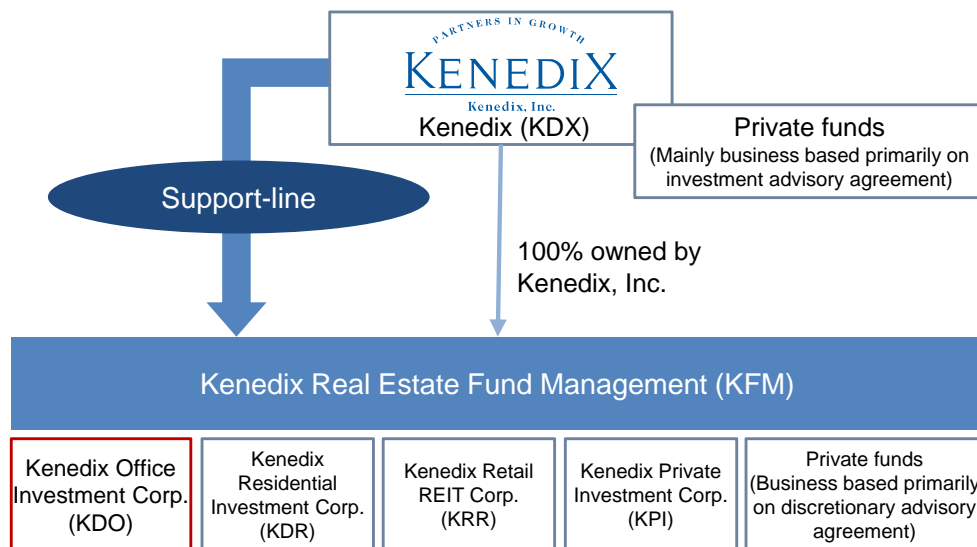 PARTNERS IN GROWTH
KENEDIX
Kenedix, Inc.
Kenedix (KDX)
Private funds
(Mainly business based primarily on
investment advisory agreement)
Support-line
100% owned by
Kenedix, Inc.
Kenedix Real Estate Fund Management (KFM)
Kenedix Office
Investment Corp.
(KDO)
Kenedix
Residential
Investment Corp.
(KDR)
Kenedix Retail
REIT Corp.
(KRR)
Kenedix Private
Investment Corp.
(KPI)
Private funds
(Business based primarily
on discretionary advisory
agreement)